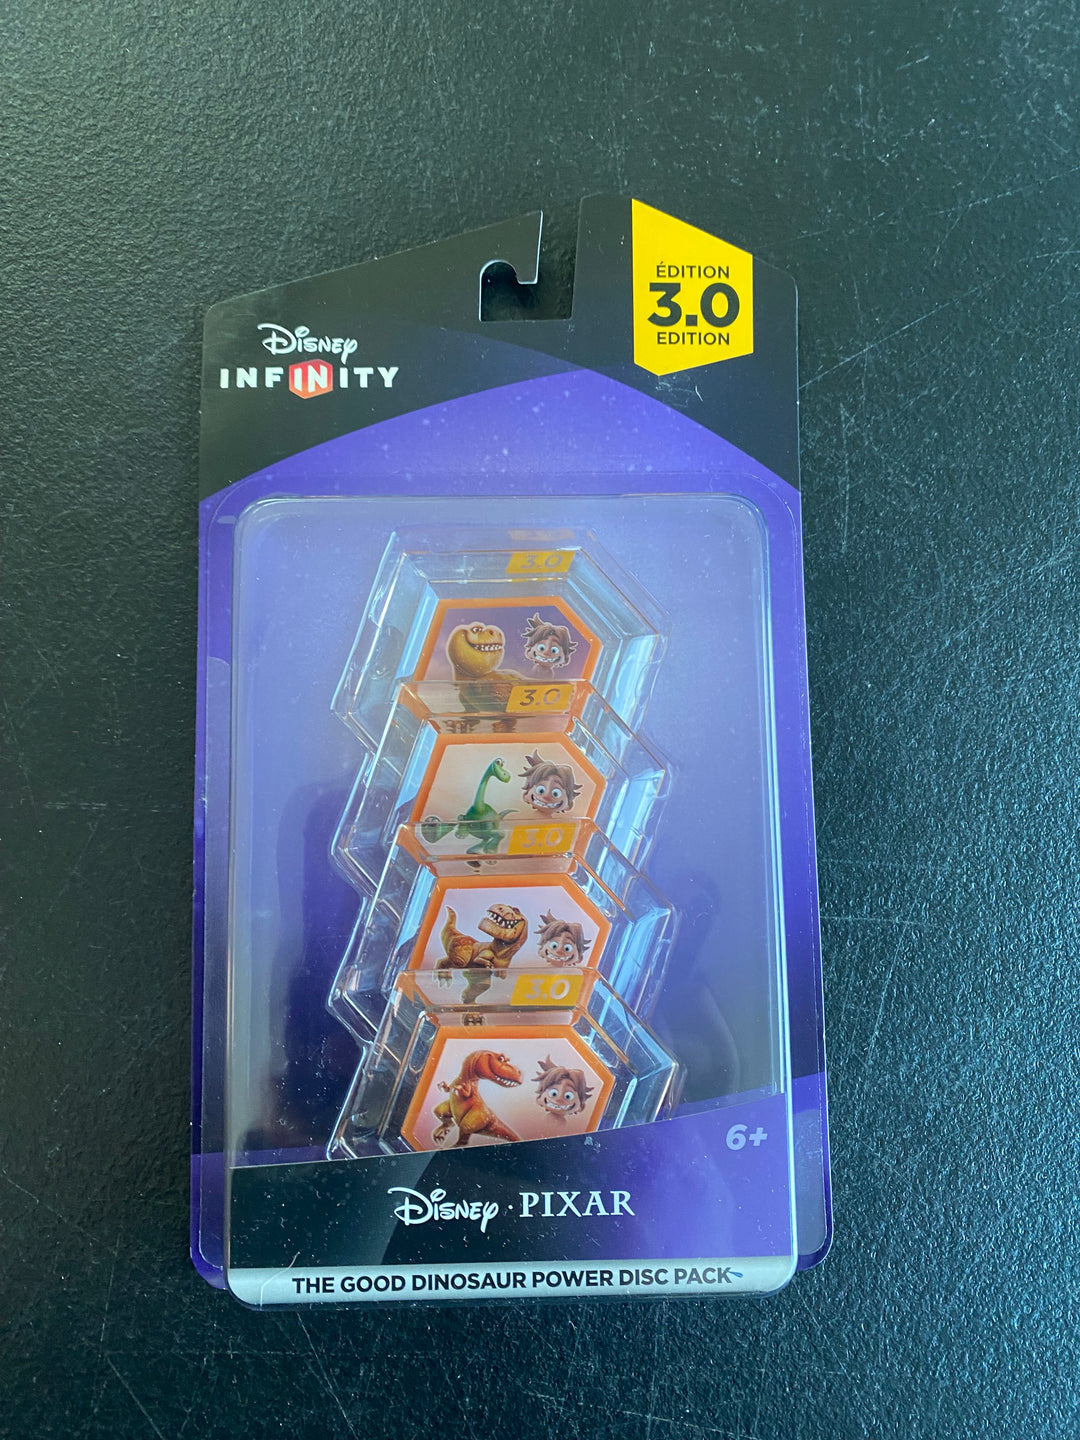 ÉDITION
3.0
EDITION
Disney
INFINITY
3.0
3.0
3.0
3.0
6+
Disney · PIXAR
THE GOOD DINOSAUR POWER DISC PACK